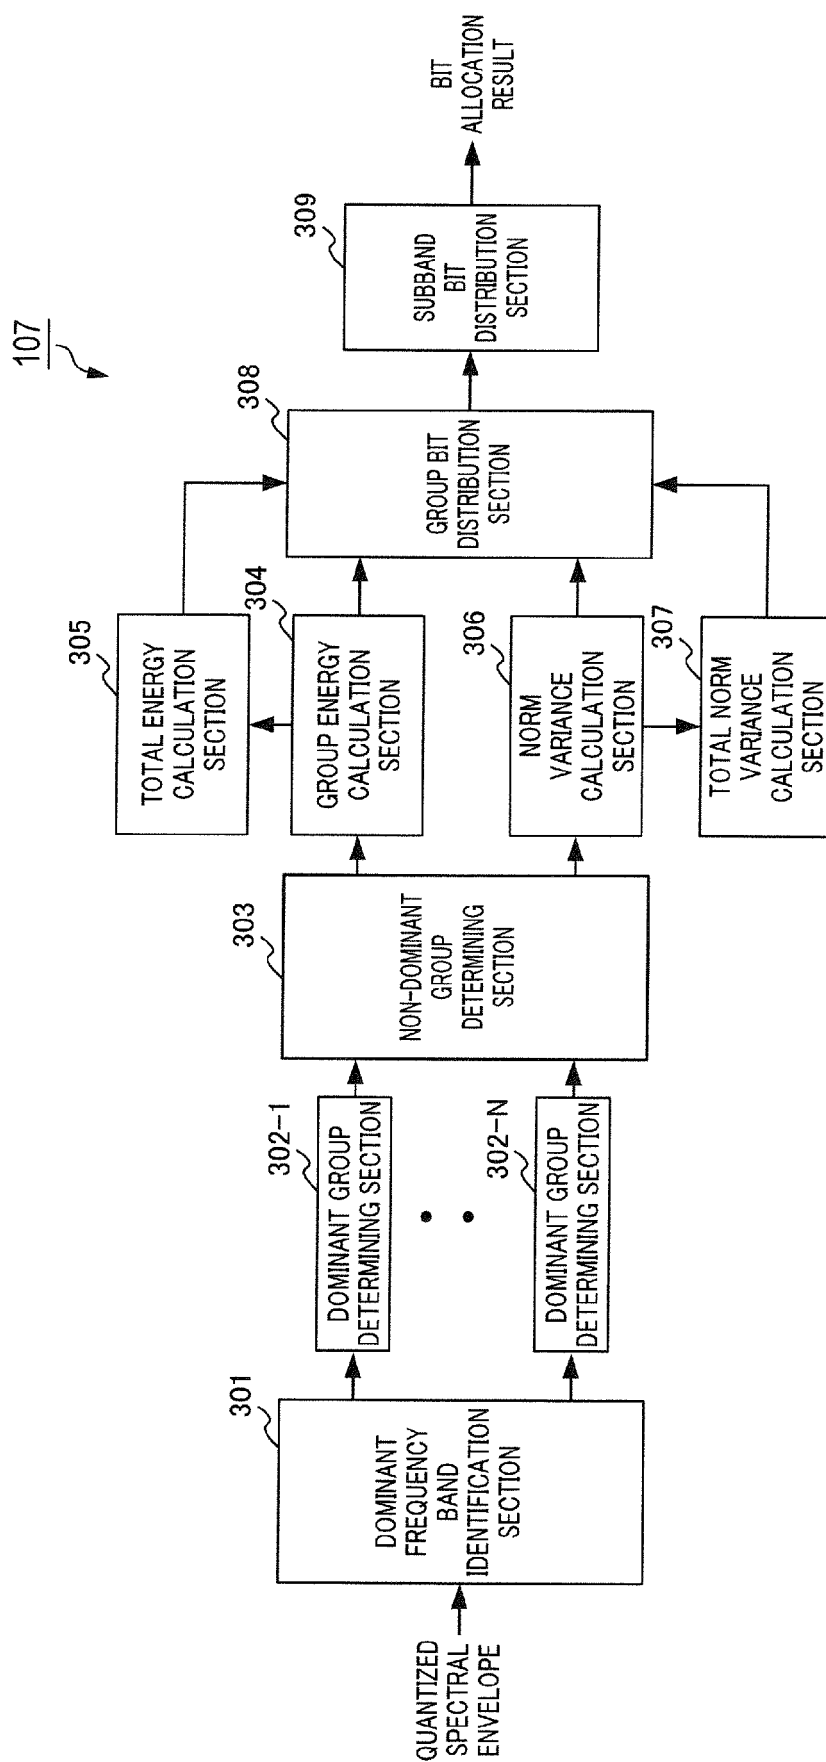 107
QUANTIZED
SPECTRAL
ENVELOPE
301
DOMINANT
FREQUENCY
BAND
IDENTIFICATION
SECTION
302-1
DOMINANT GROUP
DETERMINING SECTION
302-N
DOMINANT GROUP
DETERMINING SECTION
303
NON-DOMINANT
GROUP
DETERMINING
SECTION
305
TOTAL ENERGY
CALCULATION
SECTION
304
GROUP ENERGY
CALCULATION
SECTION
306
NORM
VARIANCE
CALCULATION
SECTION
307
TOTAL NORM
VARIANCE
CALCULATION
SECTION
308
GROUP BIT
DISTRIBUTION
SECTION
309
SUBBAND
BIT
DISTRIBUTION
SECTION
BIT
ALLOCATION
RESULT